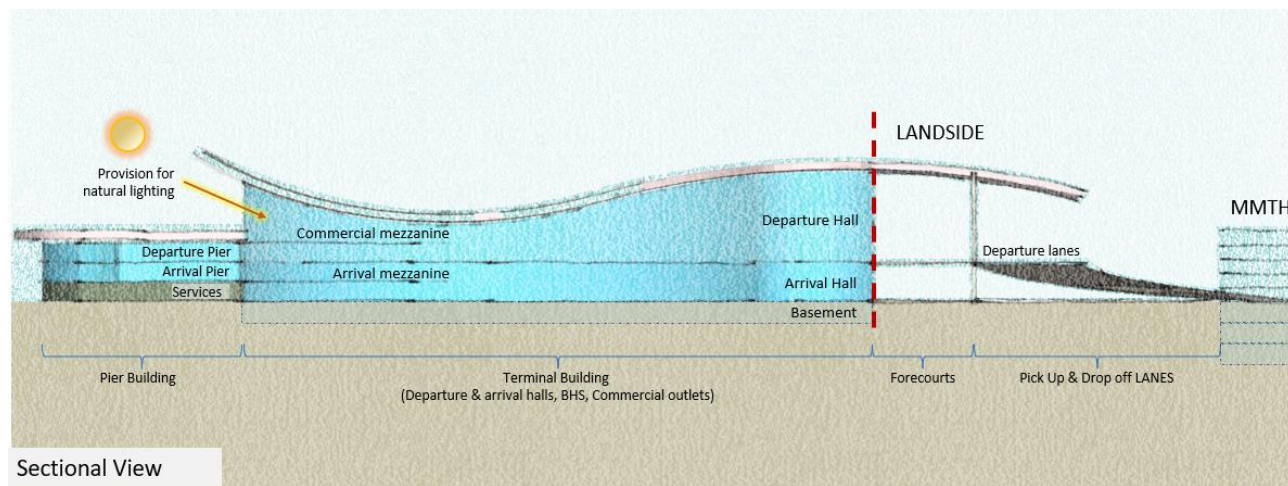 LANDSIDE
Provision for
natural lighting
MMTH
Departure Hall
Commercial mezzanine
Departure Pier
Departure lanes
Arrival Pier
Arrival mezzanine
Arrival Hall
Services
Basement
Pier Building
Terminal Building
(Departure & arrival halls, BHS, Commercial outlets)
Forecourts
Pick Up & Drop off LANES
Sectional View